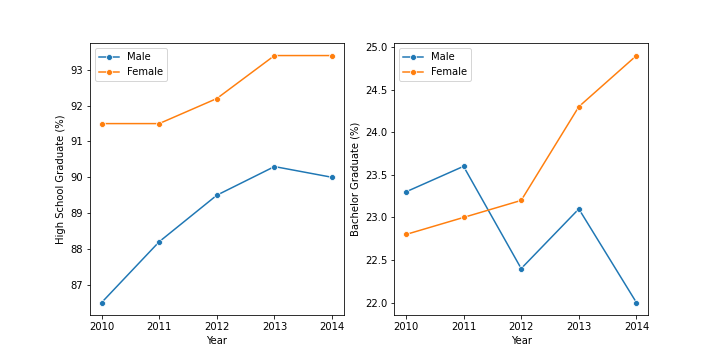 Male
Female
High School Graduate (%)
93
92
91
90
89
88
87
2010 2011 2012 2013 2014
Year
Male
Female
Bachelor Graduate (%)
25.0
24.5
24.0
23.5
23.0
22.5
22.0
2010 2011 2012 2013 2014
Year